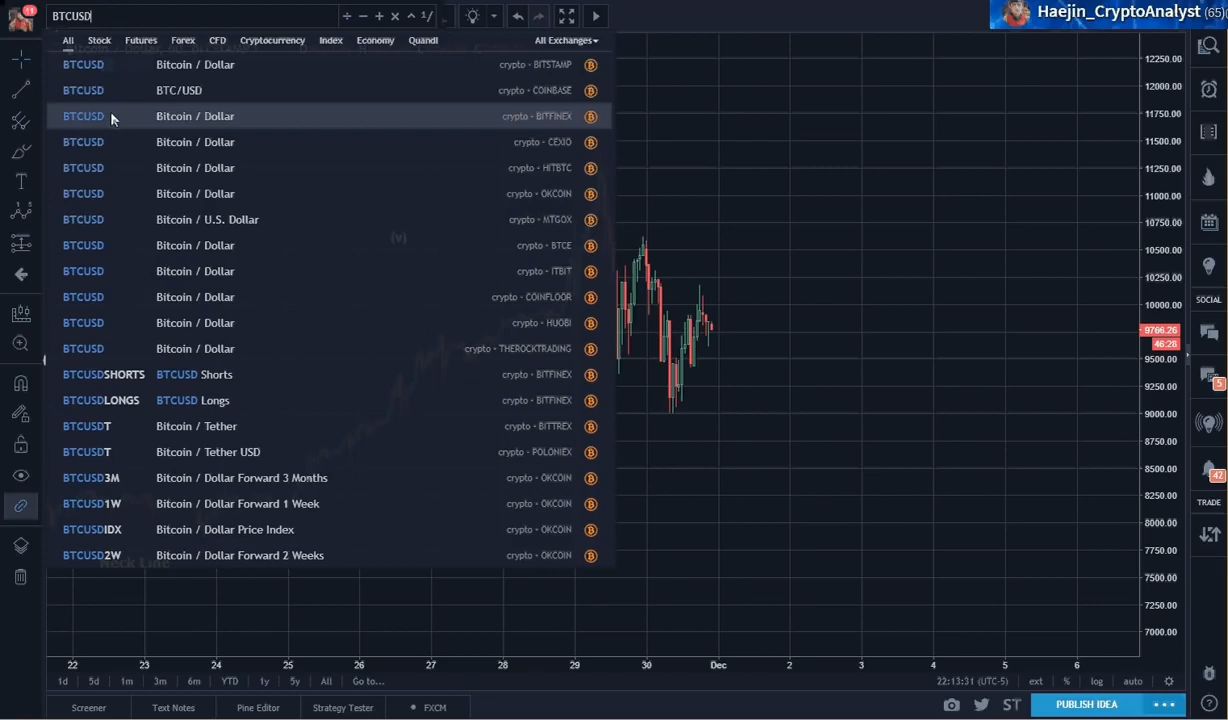 11
BTCUSD
1/
Haejin_CryptoAnalyst (65)
All Stock Futures Forex CFD Cryptocurrency Index Economy Quandl All Exchanges
BTCUSD Bitcoin / Dollar crypto - BITSTAMP
BTCUSD BTC/USD crypto - COINBASE
BTCUSD Bitcoin / Dollar crypto - BITFINEX
BTCUSD Bitcoin / Dollar crypto - CEXIO
BTCUSD Bitcoin / Dollar crypto - HITBTC
BTCUSD Bitcoin / Dollar crypto - OKCOIN
BTCUSD Bitcoin / U.S. Dollar crypto - MTGOX
(v)
BTCUSD Bitcoin / Dollar crypto - BTCE
BTCUSD Bitcoin / Dollar crypto - ITBIT
BTCUSD Bitcoin / Dollar crypto - COINFLOOR
BTCUSD Bitcoin / Dollar crypto - HUOBI
BTCUSD Bitcoin / Dollar crypto - THEROCKTRADING
BTCUSDSHORTS BTCUSD Shorts crypto - BITFINEX
BTCUSDLONGS BTCUSD Longs crypto - BITFINEX
BTCUSDT Bitcoin / Tether crypto - BITTREX
BTCUSDT Bitcoin / Tether USD crypto - POLONIEX
BTCUSD3M Bitcoin / Dollar Forward 3 Months crypto - OKCOIN
BTCUSD1W Bitcoin / Dollar Forward 1 Week crypto - OKCOIN
BTCUSDIDX Bitcoin / Dollar Price Index crypto - OKCOIN
BTCUSD2W Bitcoin / Dollar Forward 2 Weeks crypto - OKCOIN
Neck Line
12250.00
12000.00
11750.00
11500.00
11250.00
11000.00
10750.00
10500.00
10250.00
10000.00
9766.26
46:28
9500.00
9250.00
9000.00
8750.00
8500.00
8250.00
8000.00
7750.00
7500.00
7250.00
7000.00
SOCIAL
5
42
TRADE
22 23 24 25 26 27 28 29 30 Dec 2 3 4 5 6
1d 5d 1m 3m 6m YTD 1y 5y All Go to... 22:13:31 (UTC-5) ext % log auto
Screener Text Notes Pine Editor Strategy Tester FXCM ST PUBLISH IDEA